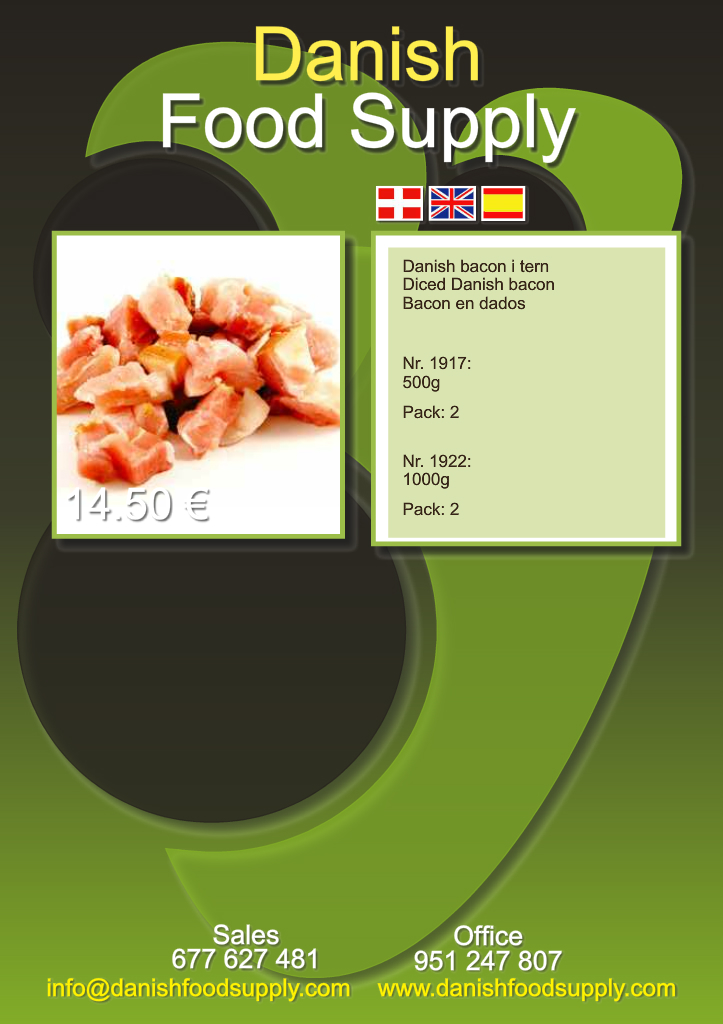 Danish
Food Supply
Danish bacon i tern
Diced Danish bacon
Bacon en dados
Nr. 1917:
500g
Pack: 2
Nr. 1922:
1000g
Pack: 2
14.50 €
Sales
677 627 481
info@danishfoodsupply.com
Office
951 247 807
www.danishfoodsupply.com